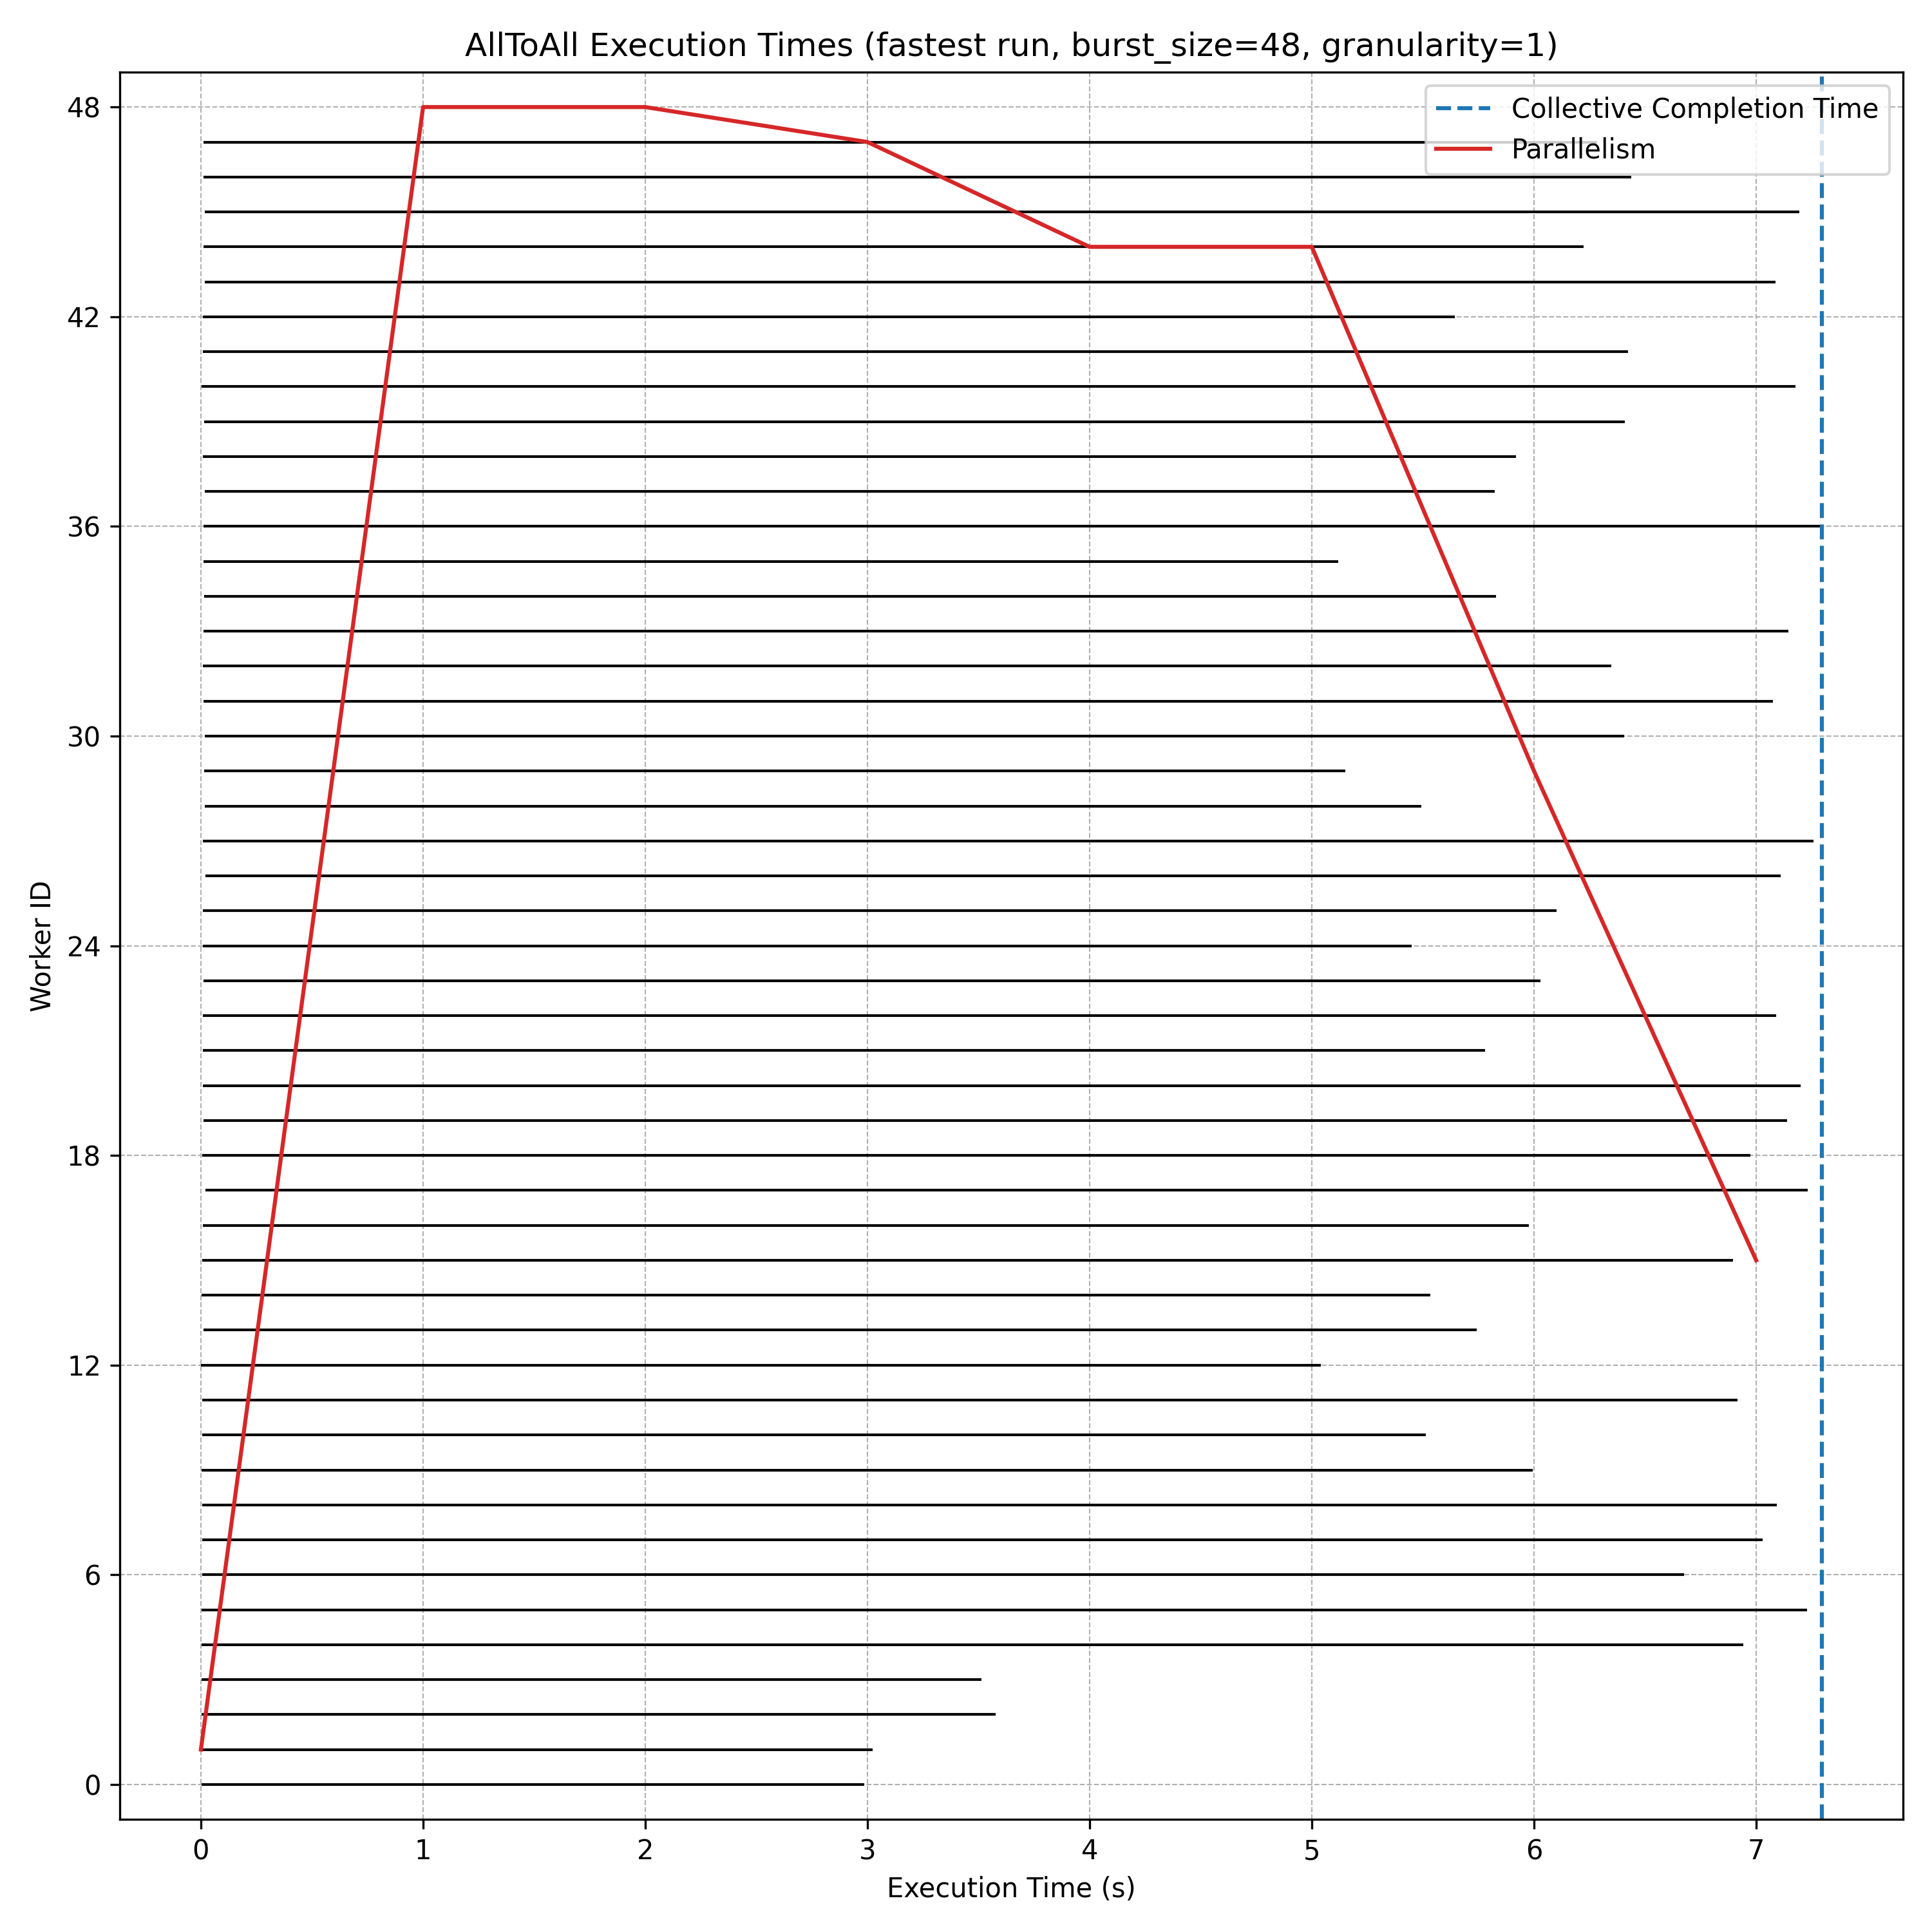 AllToAll Execution Times (fastest run, burst_size=48, granularity=1)
Collective Completion Time
Parallelism
48
42
36
30
24
18
12
6
0
Worker ID
0 1 2 3 4 5 6 7
Execution Time (s)